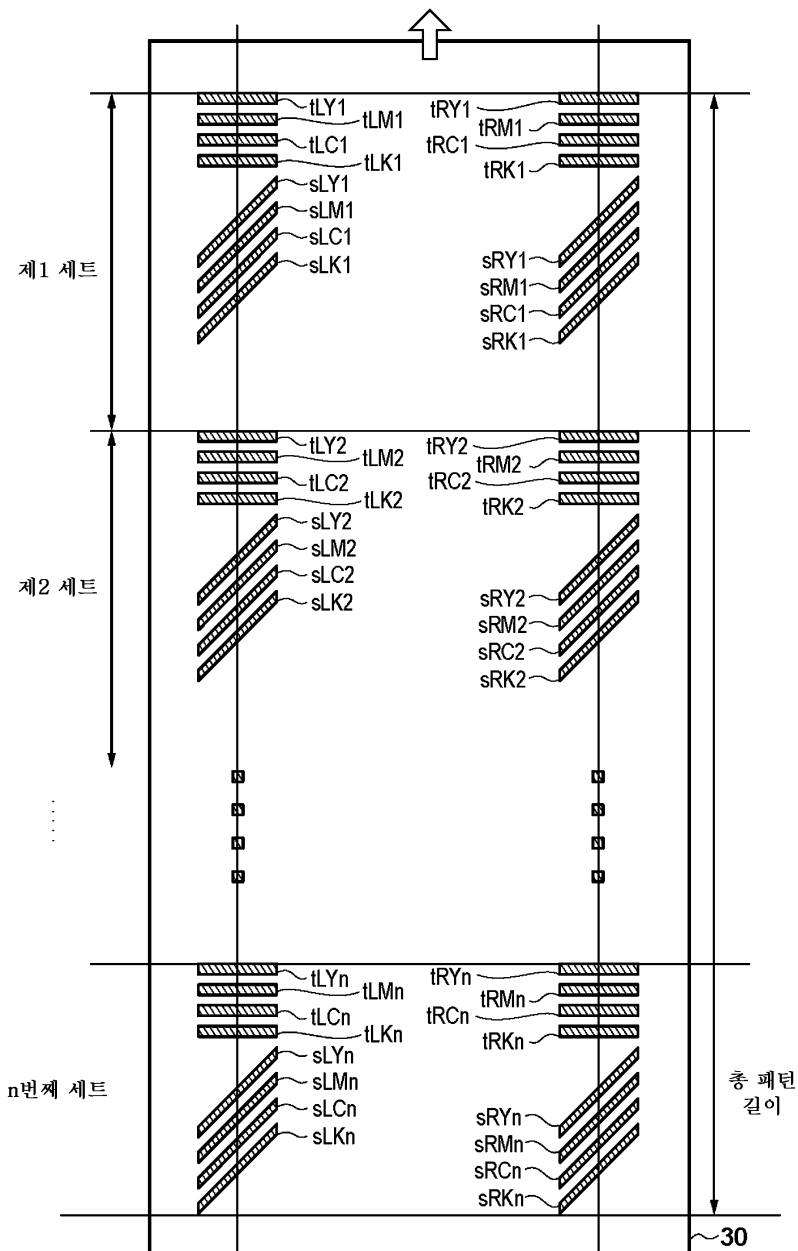 tLY1
tLM1
tLC1
tLK1
sLY1
sLM1
sLC1
sLK1
tRY1
tRM1
tRC1
tRK1
sRY1
sRM1
sRC1
sRK1
제1 세트
tLY2
tLM2
tLC2
tLK2
sLY2
sLM2
sLC2
sLK2
tRY2
tRM2
tRC2
tRK2
sRY2
sRM2
sRC2
sRK2
제2 세트
.....
tLYn
tLMn
tLCn
tLKn
sLYn
sLMn
sLCn
sLKn
tRYn
tRMn
tRCn
tRKn
sRYn
sRMn
sRCn
sRKn
n번째 세트
총 패턴
길이
30